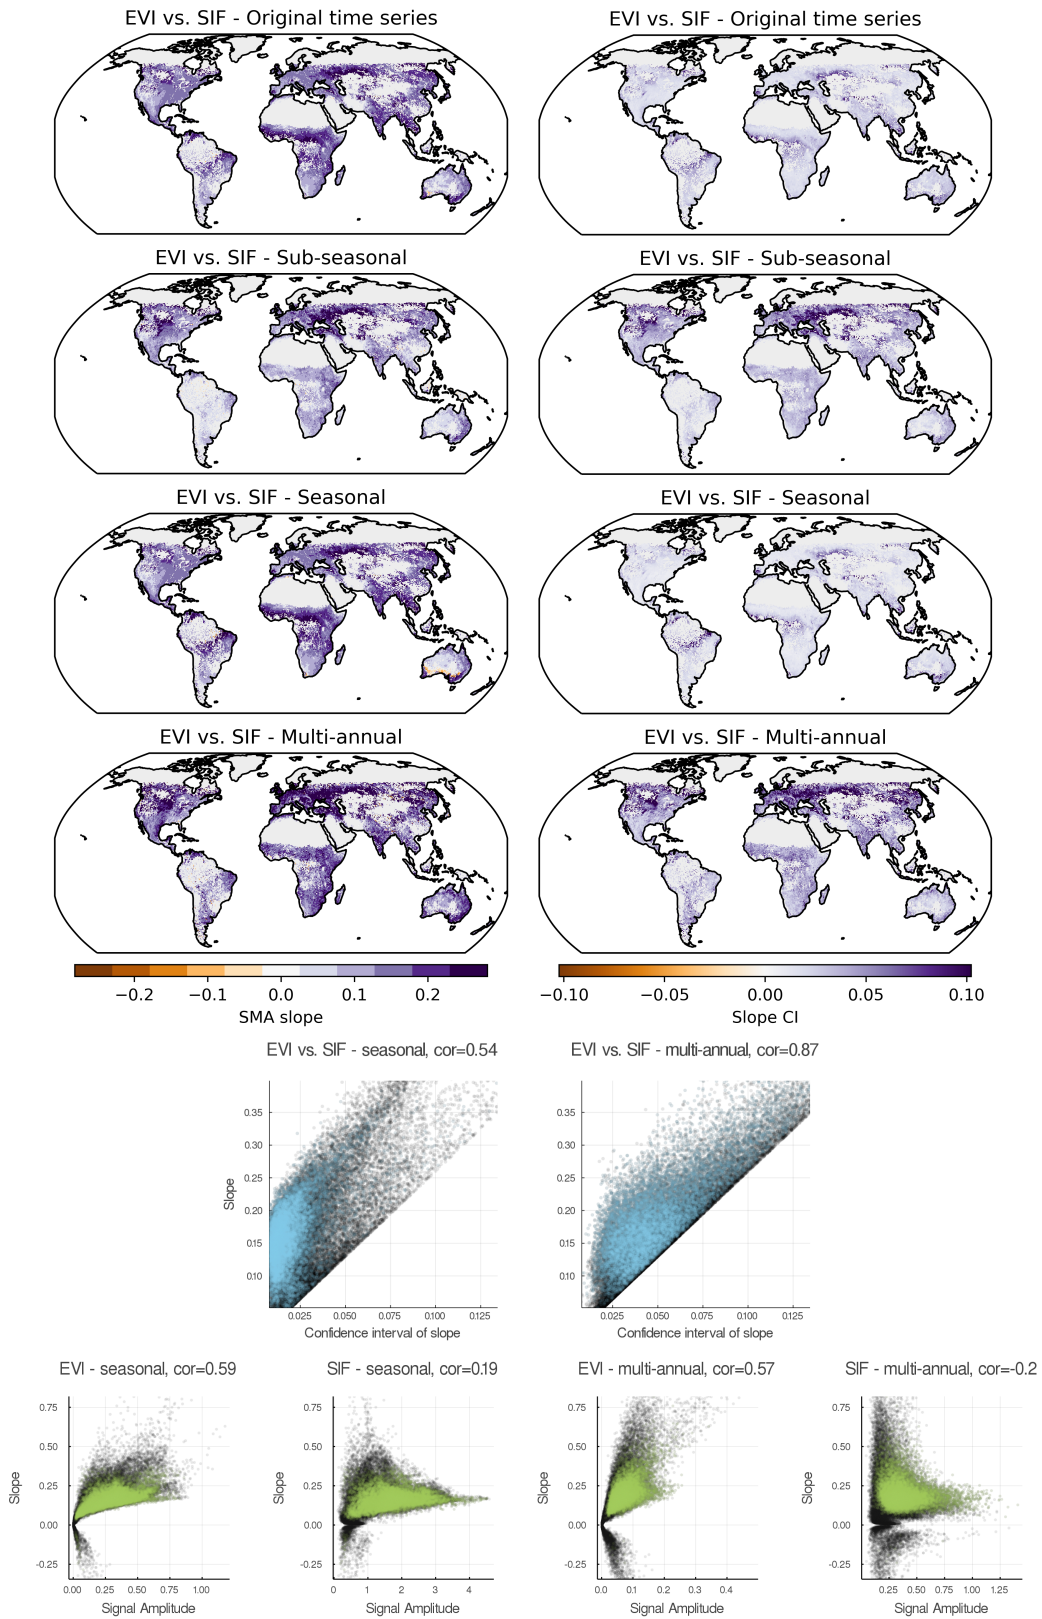 EVI vs. SIF - Original time series
EVI vs. SIF - Original time series
EVI vs. SIF - Sub-seasonal
EVI vs. SIF - Sub-seasonal
EVI vs. SIF - Seasonal
EVI vs. SIF - Seasonal
EVI vs. SIF - Multi-annual
EVI vs. SIF - Multi-annual
−0.2 −0.1 0.0 0.1 0.2
SMA slope
−0.10 −0.05 0.00 0.05 0.10
Slope CI
EVI vs. SIF - seasonal, cor=0.54
Slope
0.35
0.30
0.25
0.20
0.15
0.10
0.025 0.050 0.075 0.100 0.125
Confidence interval of slope
EVI vs. SIF - multi-annual, cor=0.87
0.35
0.30
0.25
0.20
0.15
0.10
0.025 0.050 0.075 0.100 0.125
Confidence interval of slope
EVI - seasonal, cor=0.59
Slope
0.75
0.50
0.25
0.00
-0.25
0.00 0.25 0.50 0.75 1.00
Signal Amplitude
SIF - seasonal, cor=0.19
Slope
0.75
0.50
0.25
0.00
-0.25
0 1 2 3 4
Signal Amplitude
EVI - multi-annual, cor=0.57
Slope
0.75
0.50
0.25
0.00
-0.25
0.0 0.1 0.2 0.3 0.4
Signal Amplitude
SIF - multi-annual, cor=-0.2
Slope
0.75
0.50
0.25
0.00
-0.25
0.25 0.50 0.75 1.00 1.25
Signal Amplitude